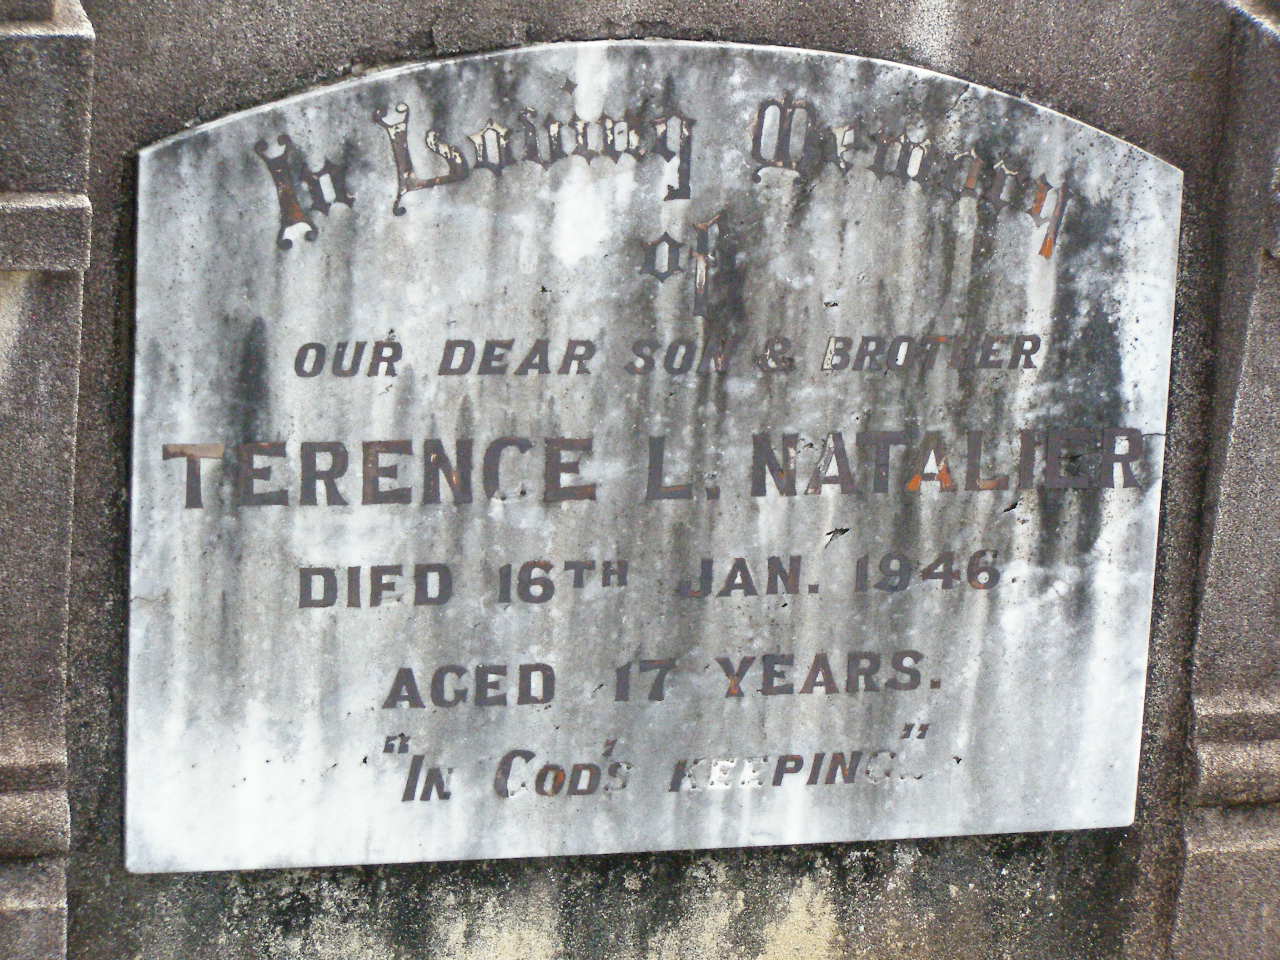 In Loving Memory
of
OUR DEAR SON & BROTHER
TERENCE L. NATALIER
DIED 16TH JAN. 1946
AGED 17 YEARS.
"IN GOD'S KEEPING."